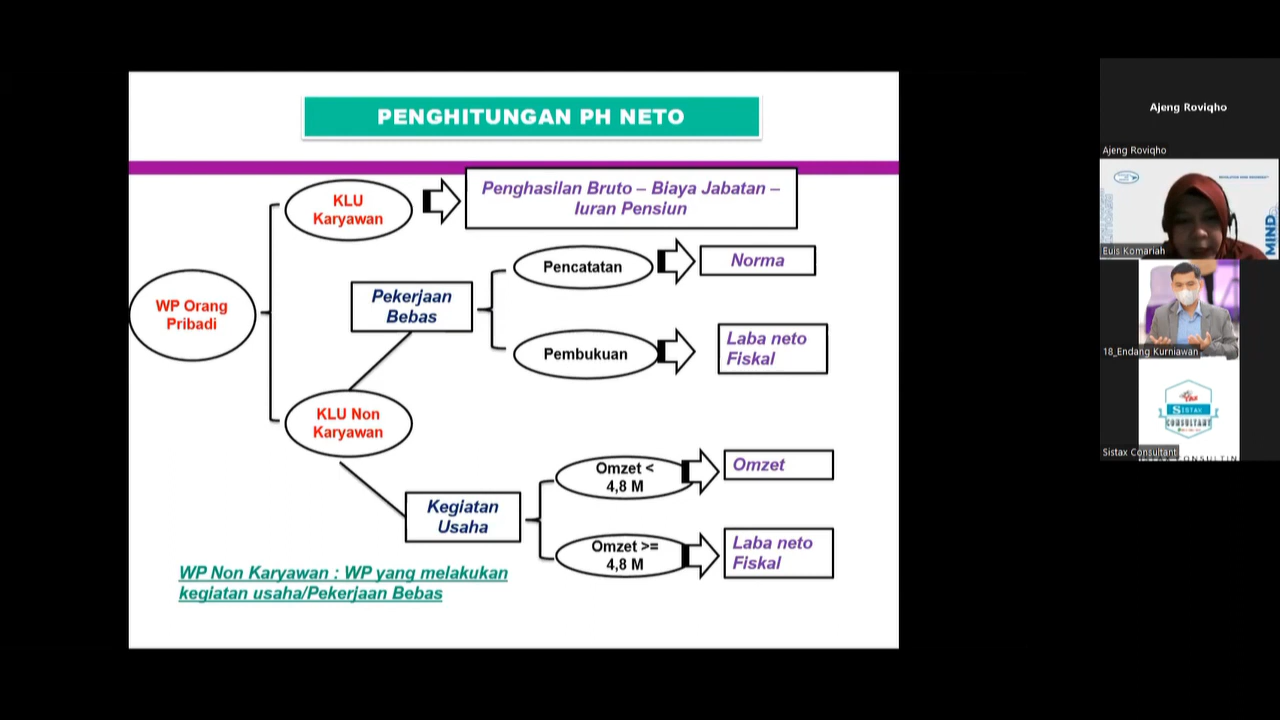 PENGHITUNGAN PH NETO
KLU
Karyawan
Penghasilan Bruto – Biaya Jabatan –
Iuran Pensiun
WP Orang
Pribadi
Pekerjaan
Bebas
Pencatatan
Norma
Pembukuan
Laba neto
Fiskal
KLU Non
Karyawan
Kegiatan
Usaha
Omzet <
4,8 M
Omzet
Omzet >=
4,8 M
Laba neto
Fiskal
WP Non Karyawan : WP yang melakukan
kegiatan usaha/Pekerjaan Bebas
Ajeng Roviqho
Ajeng Roviqho
MIND
Euis Komariah
18_Endang Kurniawan
SISTAX
CONSULTANT
Sistax Consultant